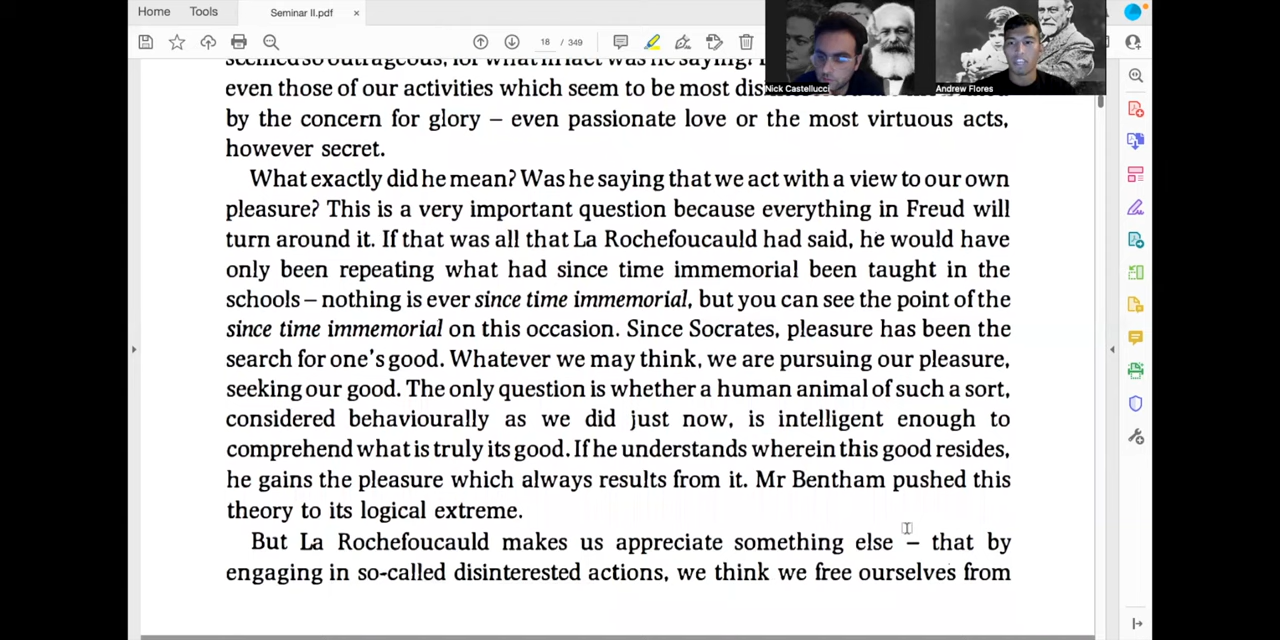 Home Tools Seminar II.pdf ×
18 / 349
Nick Castellucci
Andrew Flores
seemed so outrageous, for what in fact was he saying?
even those of our activities which seem to be most
by the concern for glory – even passionate love or the most virtuous acts,
however secret.
What exactly did he mean? Was he saying that we act with a view to our own
pleasure? This is a very important question because everything in Freud will
turn around it. If that was all that La Rochefoucauld had said, he would have
only been repeating what had since time immemorial been taught in the
schools – nothing is ever since time immemorial, but you can see the point of the
since time immemorial on this occasion. Since Socrates, pleasure has been the
search for one's good. Whatever we may think, we are pursuing our pleasure,
seeking our good. The only question is whether a human animal of such a sort,
considered behaviourally as we did just now, is intelligent enough to
comprehend what is truly its good. If he understands wherein this good resides,
he gains the pleasure which always results from it. Mr Bentham pushed this
theory to its logical extreme.
But La Rochefoucauld makes us appreciate something else – that by
engaging in so-called disinterested actions, we think we free ourselves from